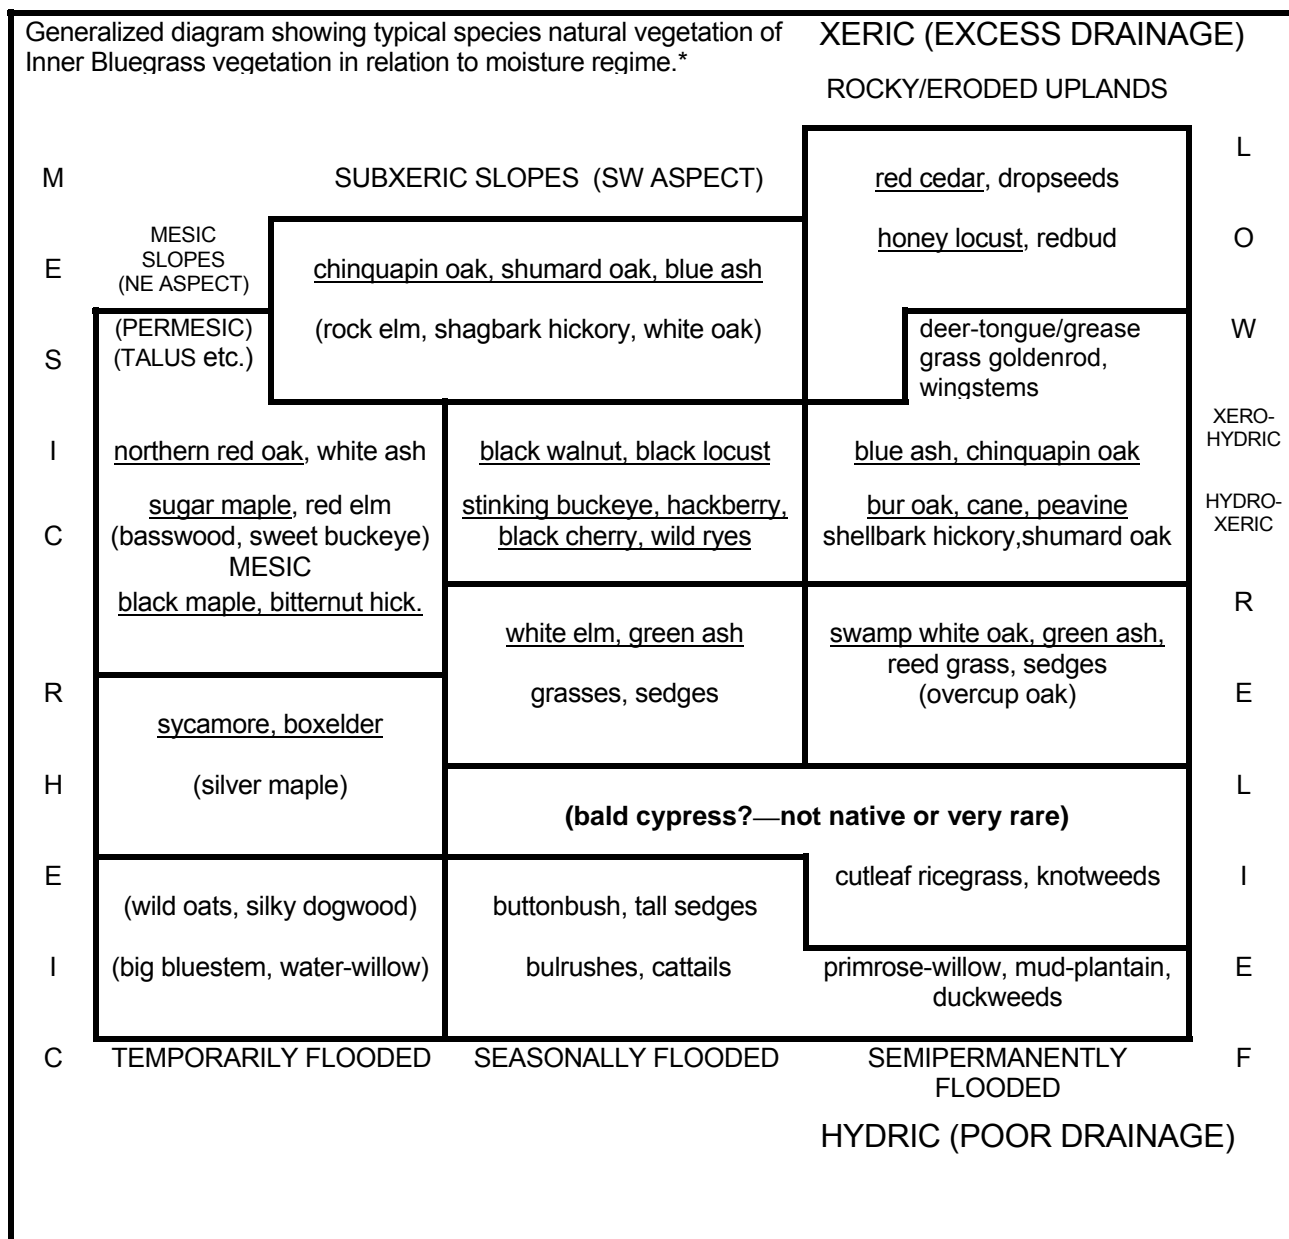 Generalized diagram showing typical species natural vegetation of
Inner Bluegrass vegetation in relation to moisture regime.*
XERIC (EXCESS DRAINAGE)
ROCKY/ERODED UPLANDS
L
M
SUBXERIC SLOPES (SW ASPECT)
red cedar, dropseeds
MESIC
SLOPES
(NE ASPECT)
honey locust, redbud
O
E
chinquapin oak, shumard oak, blue ash
(PERMESIC)
(TALUS etc.)
(rock elm, shagbark hickory, white oak)
deer-tongue/grease
grass goldenrod,
wingstems
W
S
XERO-
HYDRIC
I
northern red oak, white ash
black walnut, black locust
blue ash, chinquapin oak
sugar maple, red elm
(basswood, sweet buckeye)
MESIC
black maple, bitternut hick.
stinking buckeye, hackberry,
black cherry, wild ryes
bur oak, cane, peavine
shellbark hickory,shumard oak
HYDRO-
XERIC
C
R
white elm, green ash
grasses, sedges
swamp white oak, green ash,
reed grass, sedges
(overcup oak)
R
E
sycamore, boxelder
H
(silver maple)
L
(bald cypress?—not native or very rare)
E
cutleaf ricegrass, knotweeds
I
(wild oats, silky dogwood)
buttonbush, tall sedges
I
(big bluestem, water-willow)
bulrushes, cattails
primrose-willow, mud-plantain,
duckweeds
E
C
TEMPORARILY FLOODED
SEASONALLY FLOODED
SEMIPERMANENTLY
FLOODED
F
HYDRIC (POOR DRAINAGE)